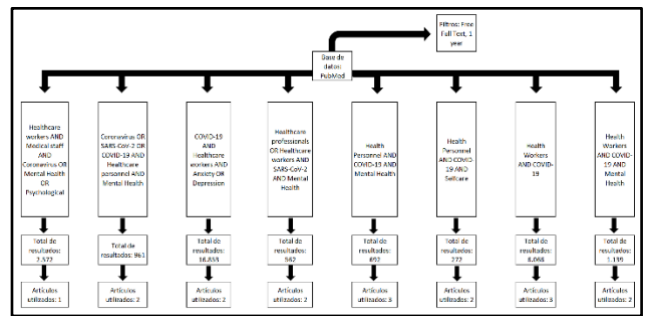 Filtros: Free
Full Text, 1
year
Base de
datos:
PubMed
Healthcare
workers AND
Medical staff
AND
Coronavirus OR
Mental Health
OR
Psychological
Coronavirus OR
SARS-CoV-2 OR
COVID-19 AND
Healthcare
personnel AND
Mental Health
COVID-19
AND
Healthcare
workers AND
Anxiety OR
Depression
Healthcare
professionals
OR Healthcare
workers AND
SARS-CoV-2
AND Mental
Health
Health
Personnel AND
COVID-19 AND
Mental Health
Health
Personnel
AND COVID-
19 AND
Selfcare
Health
Workers
AND COVID-
19
Health
Workers
AND COVID-
19 AND
Mental Health
Total de
resultados:
2.572
Total de
resultados: 961
Total de
resultados:
Total de
resultados:
562
Total de
resultados:
692
Total de
resultados:
272
Total de
resultados:
Total de
resultados:
Artículos
utilizados: 1
Artículos
utilizados: 2
Artículos
utilizados: 2
Artículos
utilizados: 2
Artículos
utilizados: 3
Artículos
utilizados: 2
Artículos
utilizados: 3
Artículos
utilizados: 2